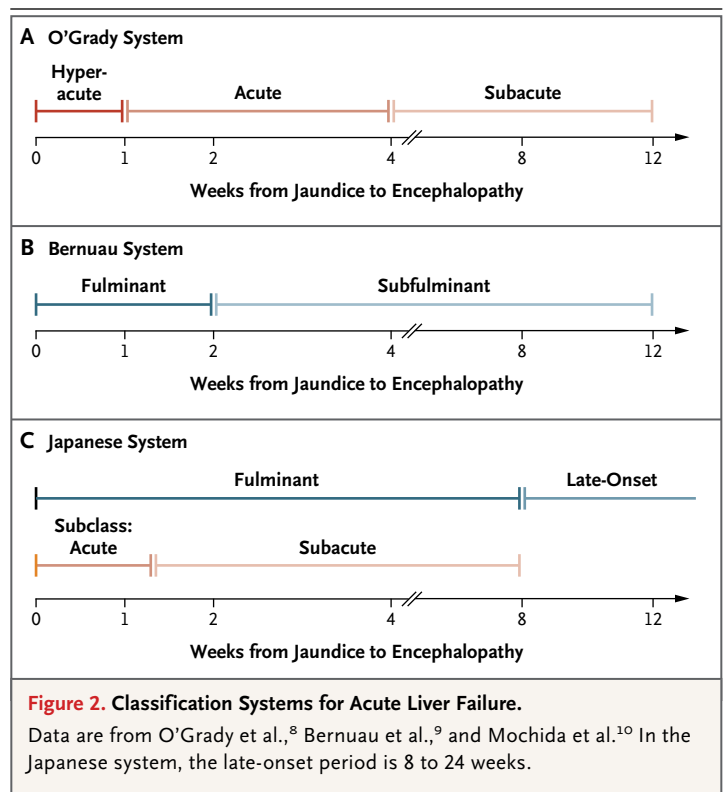 A O'Grady System
Hyper-
acute
Acute
Subacute
0 1 2 4 8 12
Weeks from Jaundice to Encephalopathy
B Bernuau System
Fulminant
Subfulminant
0 1 2 4 8 12
Weeks from Jaundice to Encephalopathy
C Japanese System
Fulminant
Late-Onset
Subclass:
Acute
Subacute
0 1 2 4 8 12
Weeks from Jaundice to Encephalopathy
Figure 2. Classification Systems for Acute Liver Failure.
Data are from O'Grady et al.,⁸ Bernuau et al.,⁹ and Mochida et al.¹⁰ In the
Japanese system, the late-onset period is 8 to 24 weeks.